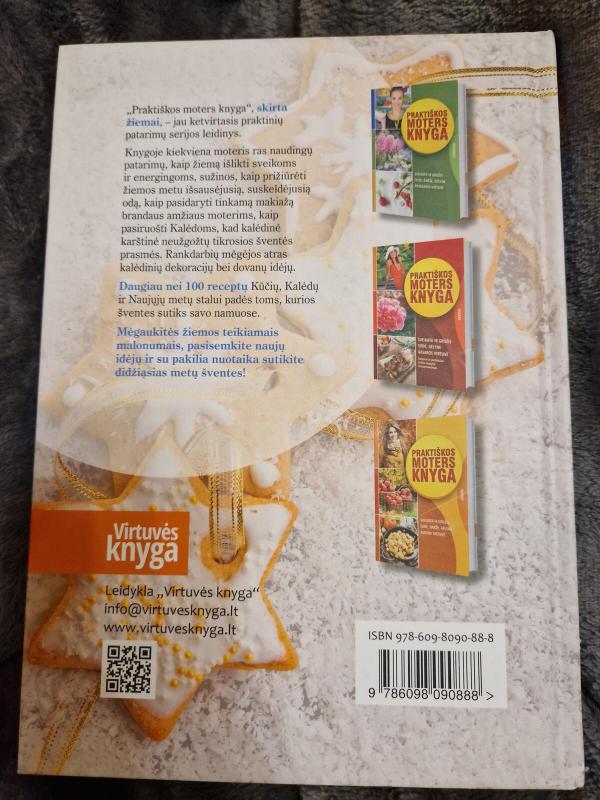 „Praktiškos moters knyga“, skirta
žiemai, – jau ketvirtasis praktinių
patarimų serijos leidinys.
Knygoje kiekviena moteris ras naudingų
patarimų, kaip žiemą išlikti sveikoms
ir energingoms, sužinos, kaip prižiūrėti
žiemos metu išsausėjusią, suskeldėjusią
odą, kaip pasidaryti tinkamą makiažą
brandaus amžiaus moterims, kaip
pasiruošti Kalėdoms, kad kalėdinė
karštinė neužgožtų tikrosios šventės
prasmės. Rankdarbių mėgėjos atras
kalėdinių dekoracijų bei dovanų idėjų.
Daugiau nei 100 receptų Kūčių, Kalėdų
ir Naujųjų metų stalui padės toms, kurios
šventes sutiks savo namuose.
Mėgaukitės žiemos teikiamais
malonumais, pasisemkite naujų
idėjų ir su pakilia nuotaika sutikite
didžiąsias metų šventes!
PRAKTIŠKOS
MOTERS
KNYGA
PRAKTIŠKOS
MOTERS
KNYGA
PRAKTIŠKOS
MOTERS
KNYGA
Virtuvės
knyga
Leidykla „Virtuvės knyga“
info@virtuvesknyga.lt
www.virtuvesknyga.lt
ISBN 978-609-8090-88-8
9 786098 090888 >